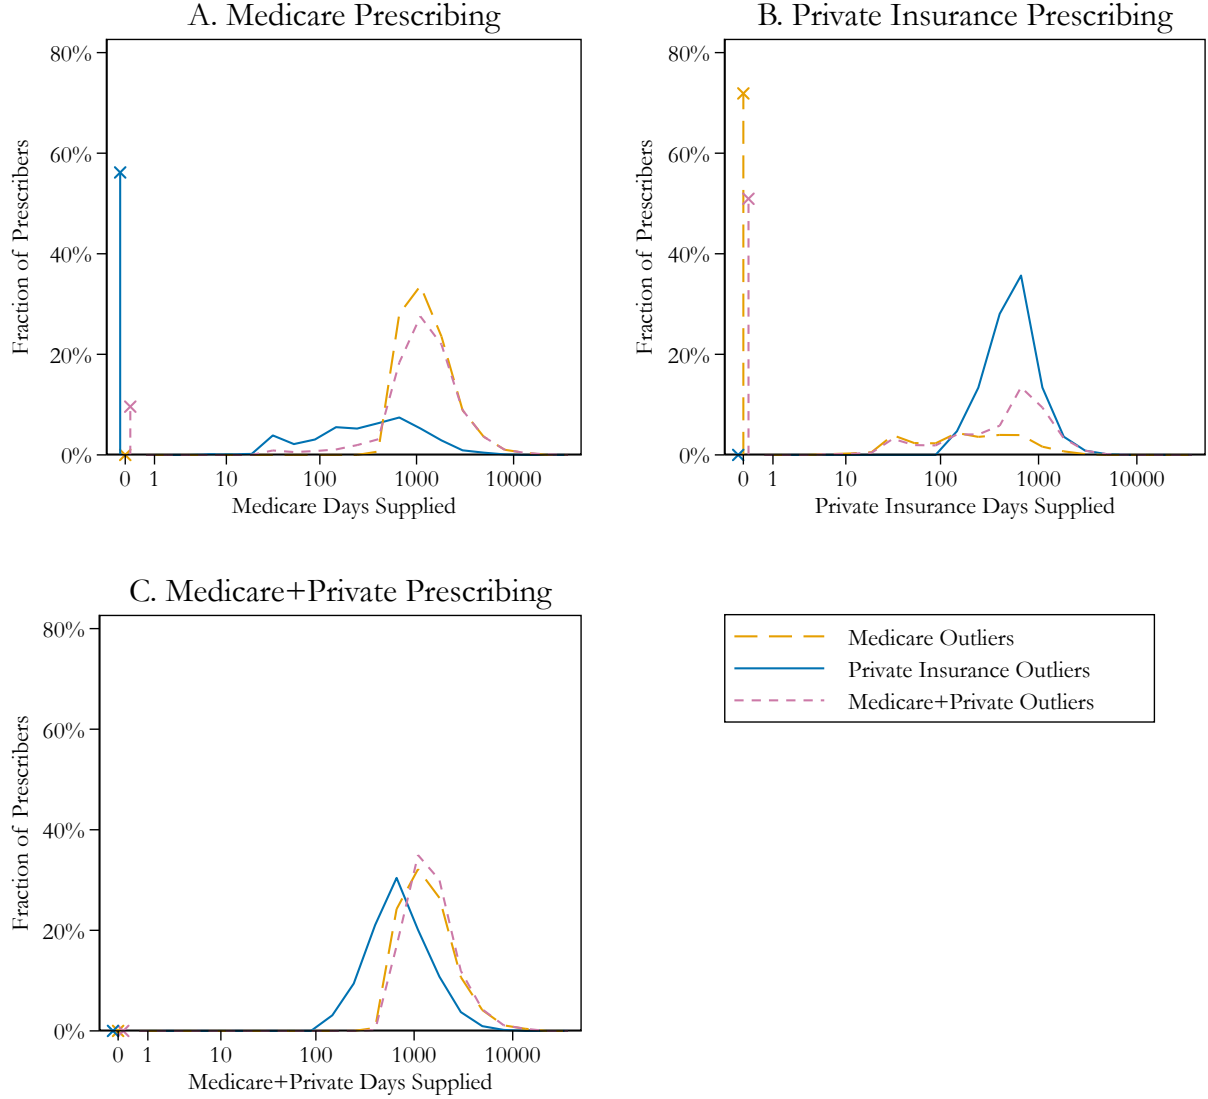 A. Medicare Prescribing
80%
60%
40%
20%
0%
Fraction of Prescribers
0 1 10 100 1000 10000
Medicare Days Supplied
B. Private Insurance Prescribing
80%
60%
40%
20%
0%
Fraction of Prescribers
0 1 10 100 1000 10000
Private Insurance Days Supplied
C. Medicare+Private Prescribing
80%
60%
40%
20%
0%
Fraction of Prescribers
0 1 10 100 1000 10000
Medicare+Private Days Supplied
Medicare Outliers
Private Insurance Outliers
Medicare+Private Outliers